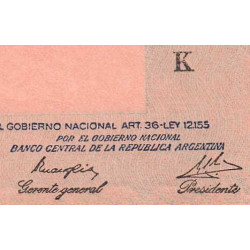 K
L GOBIERNO NACIONAL ART. 36-LEY 12.155
POR EL GOBIERNO NACIONAL
BANCO CENTRAL DE LA REPUBLICA ARGENTINA
Gerente general Presidente